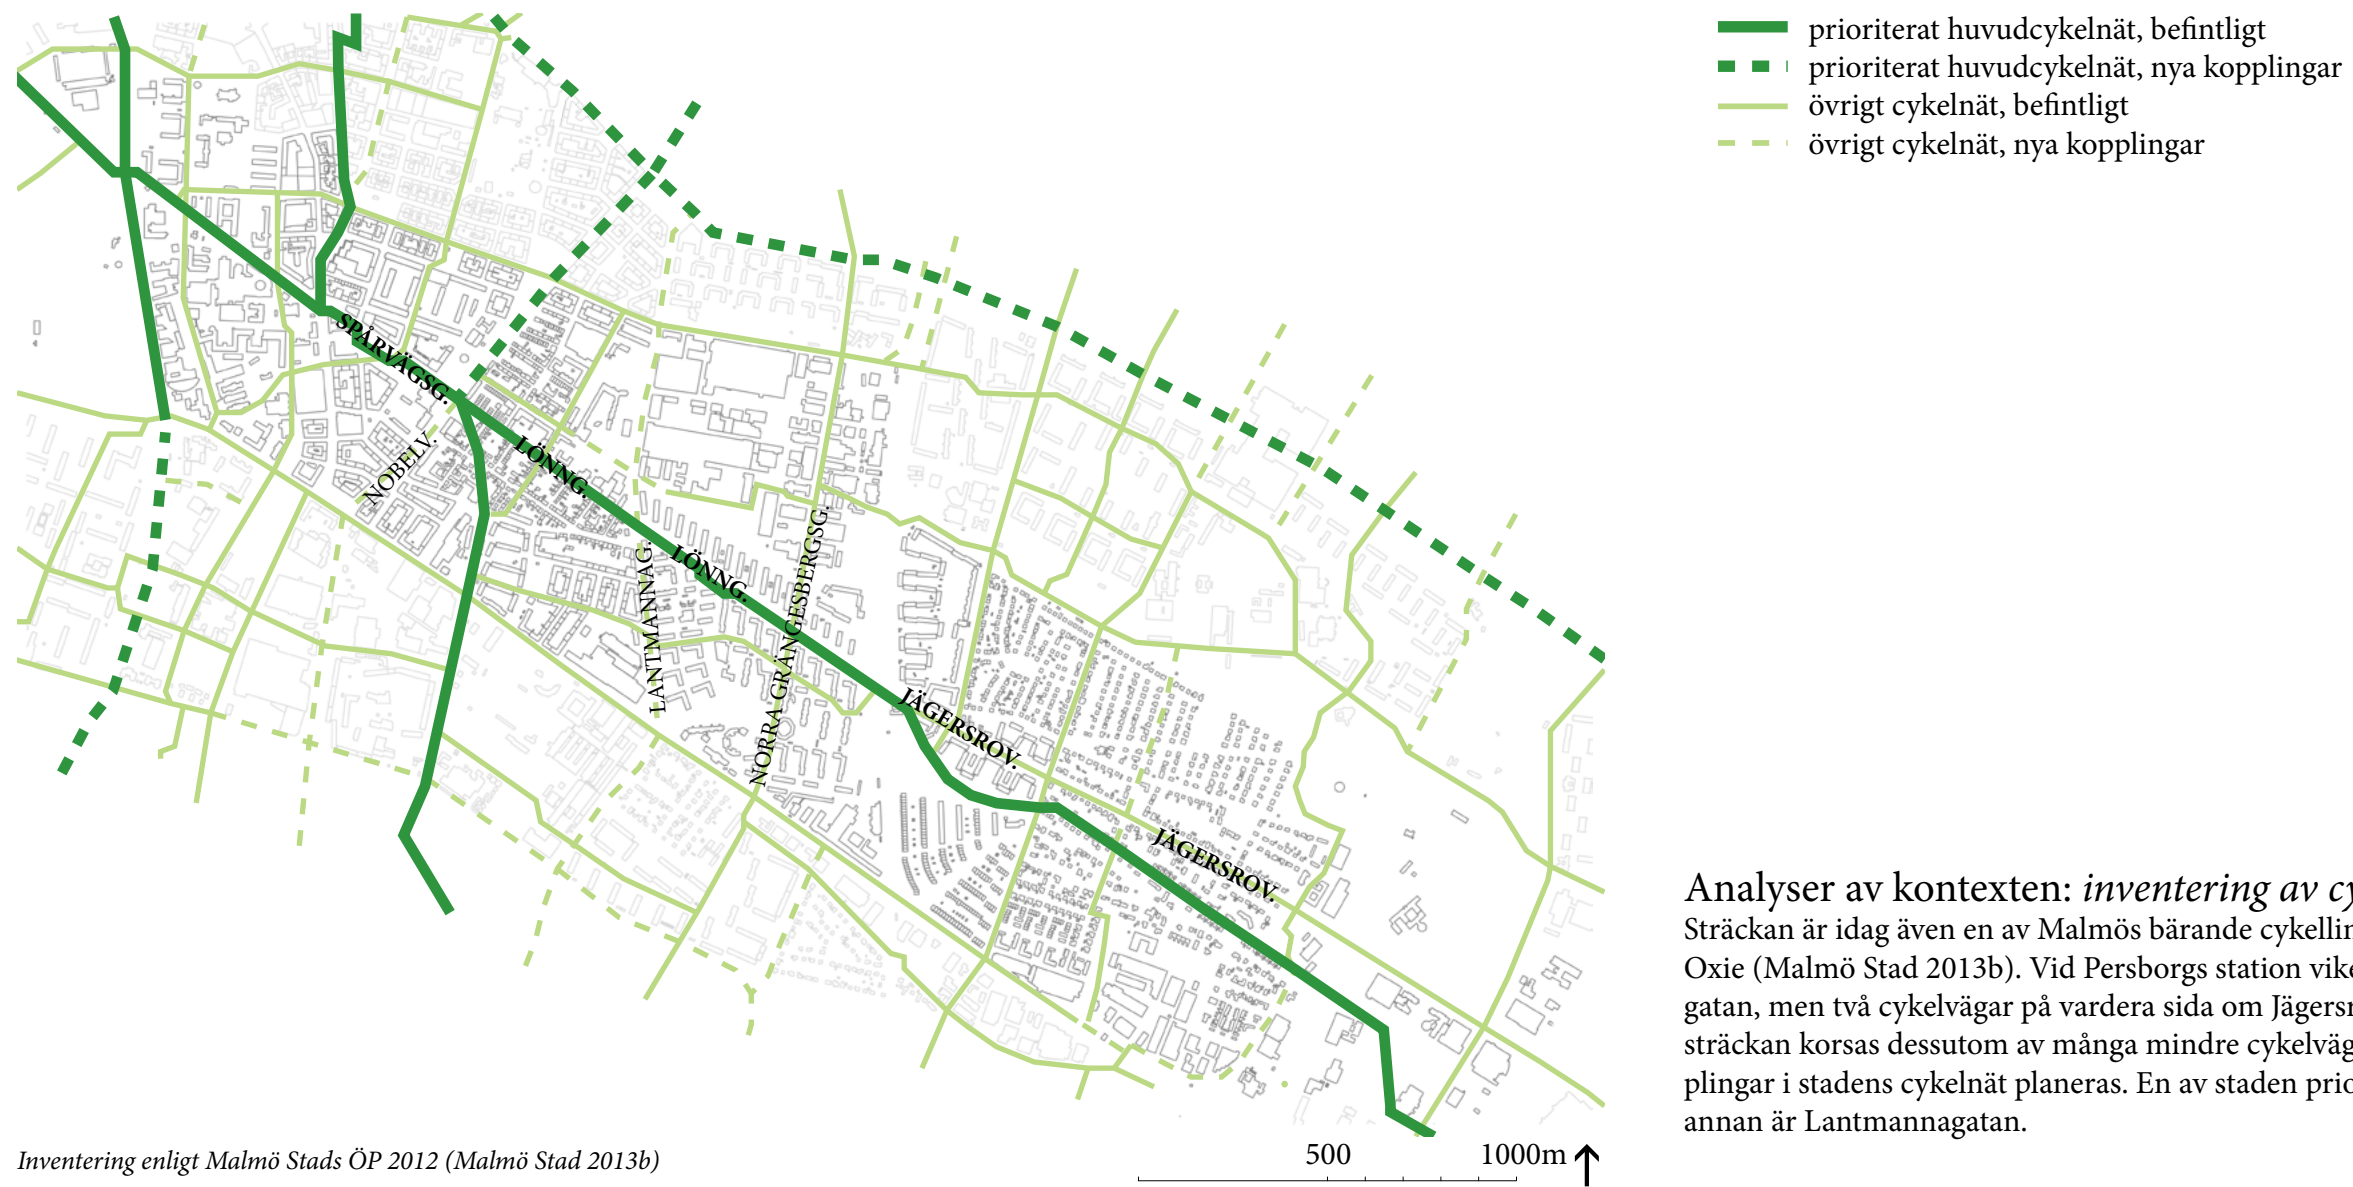 prioriterat huvudcykelnät, befintligt
prioriterat huvudcykelnät, nya kopplingar
övrigt cykelnät, befintligt
övrigt cykelnät, nya kopplingar
SPÅRVÄGSG.
NOBELV.
LÖNNG.
LÖNNG.
LANTMANNAG.
NORRA GRÄNGESBERGSG.
JÄGERSROV.
JÄGERSROV.
Analyser av kontexten: inventering av
Sträckan är idag även en av Malmös bärande
Oxie (Malmö Stad 2013b). Vid Persborgs station
gatan, men två cykelvägar på vardera sida om
sträckan korsas dessutom av många mindre
plingar i stadens cykelnät planeras. En av staden
annan är Lantmannagatan.
Inventering enligt Malmö Stads ÖP 2012 (Malmö Stad 2013b)
500 1000m